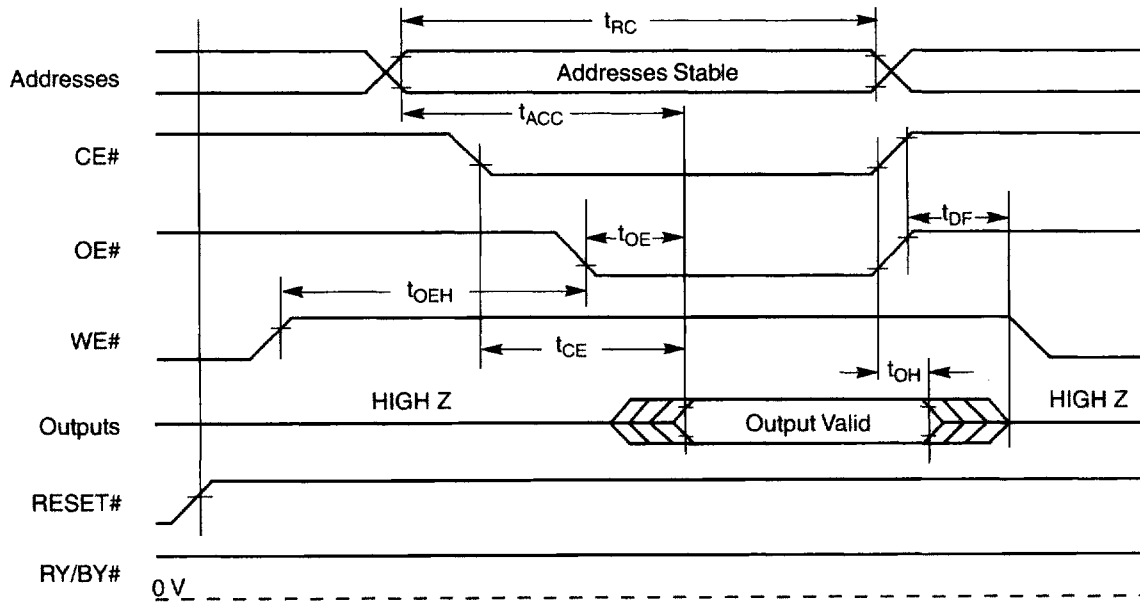 tRC
Addresses
Addresses Stable
tACC
CE#
tDF
OE#
tOE
tOEH
WE#
tCE
tOH
HIGH Z
HIGH Z
Outputs
Output Valid
RESET#
RY/BY#
0 V